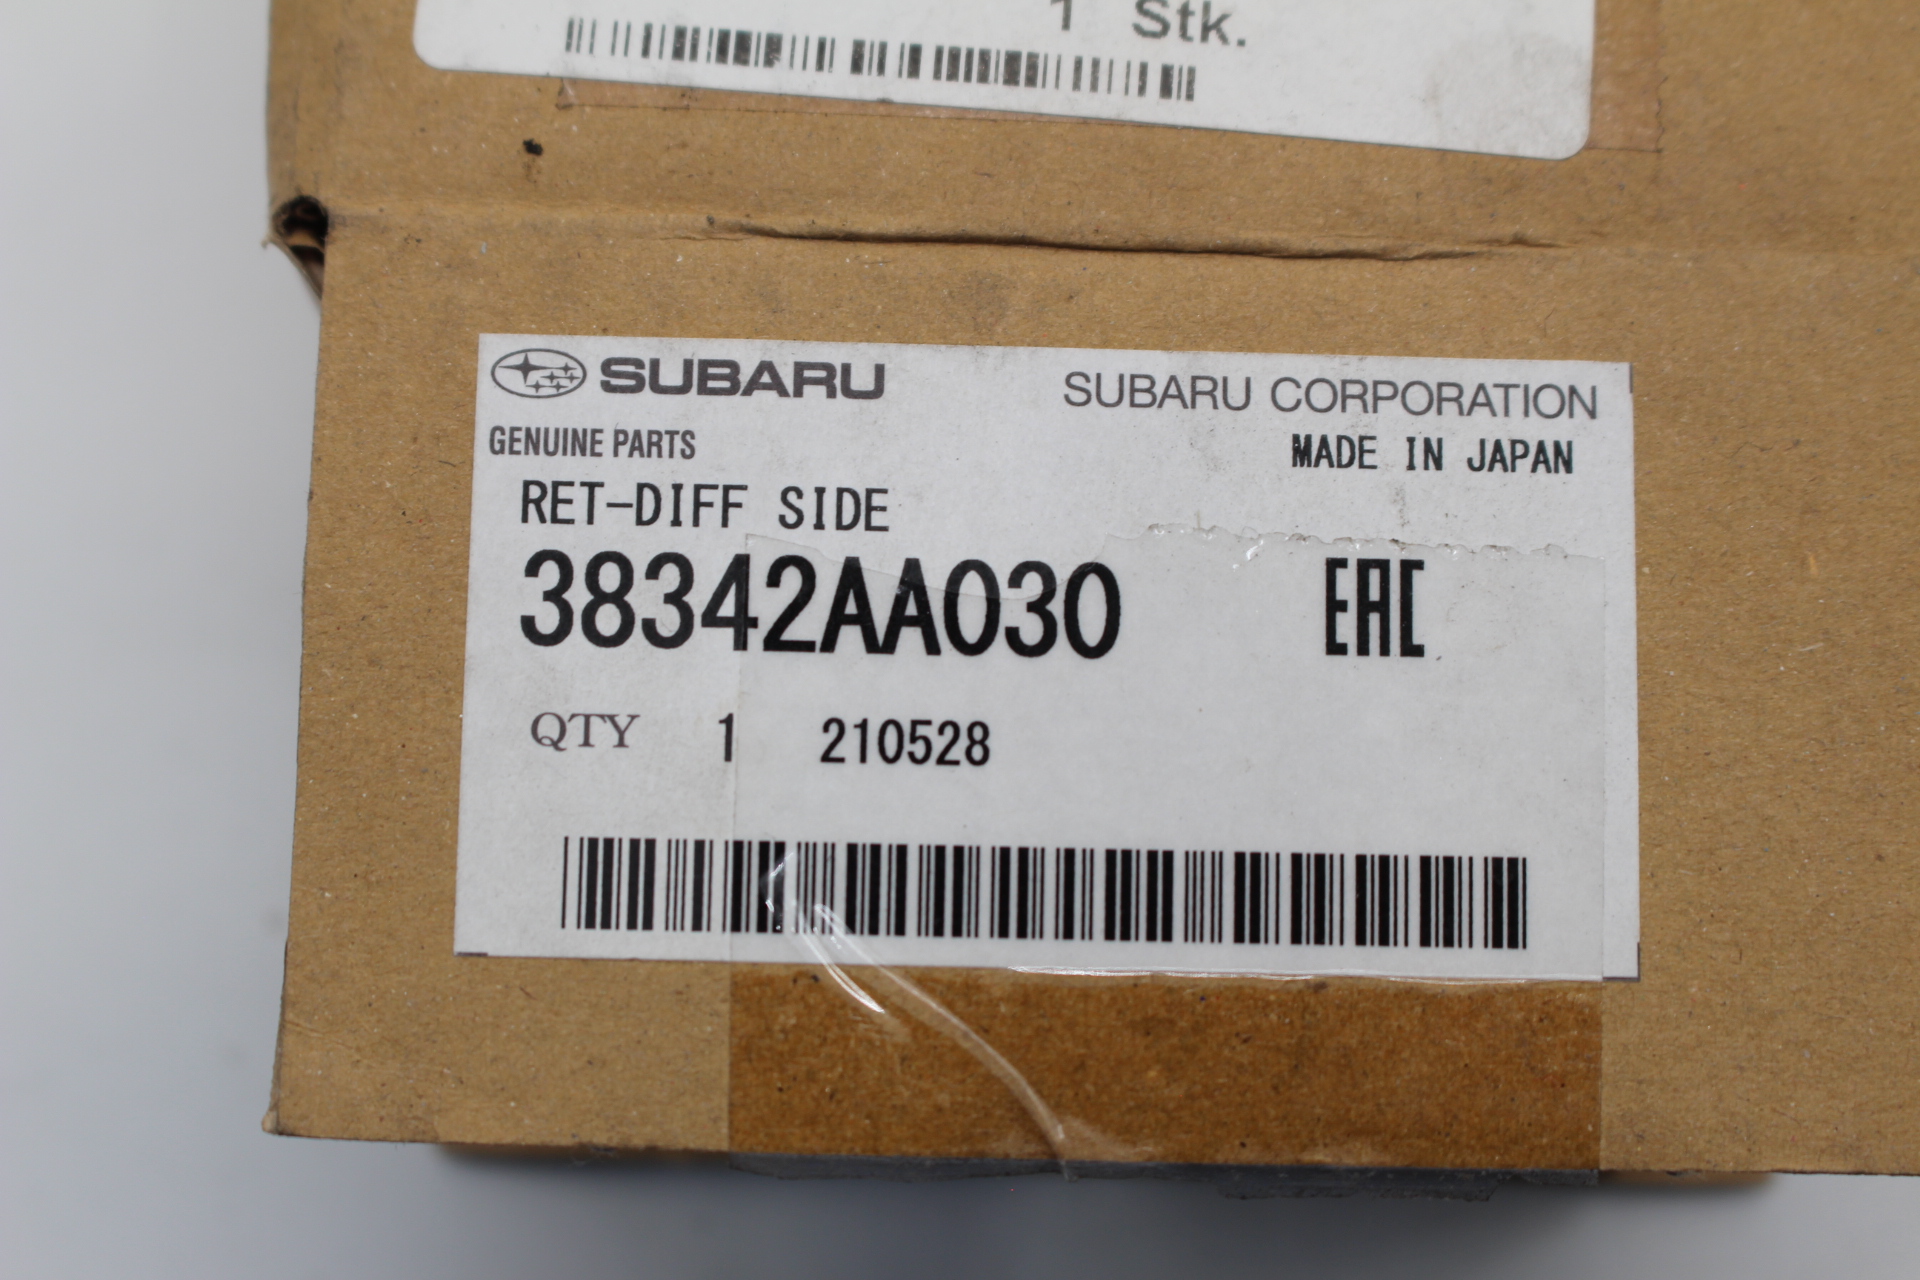 1 Stk.
SUBARU SUBARU CORPORATION
GENUINE PARTS MADE IN JAPAN
RET-DIFF SIDE
38342AA030 EAC
QTY 1 210528